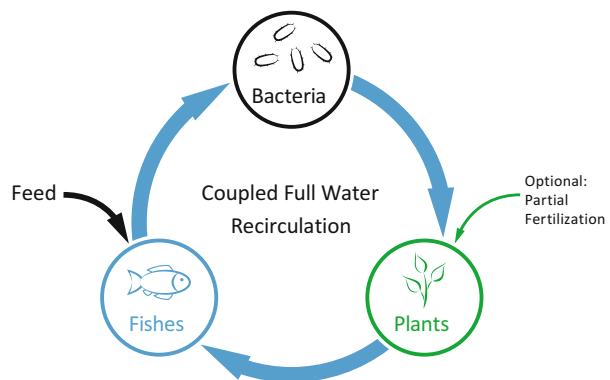 Bacteria
Feed
Coupled Full Water
Recirculation
Optional:
Partial
Fertilization
Fishes
Plants